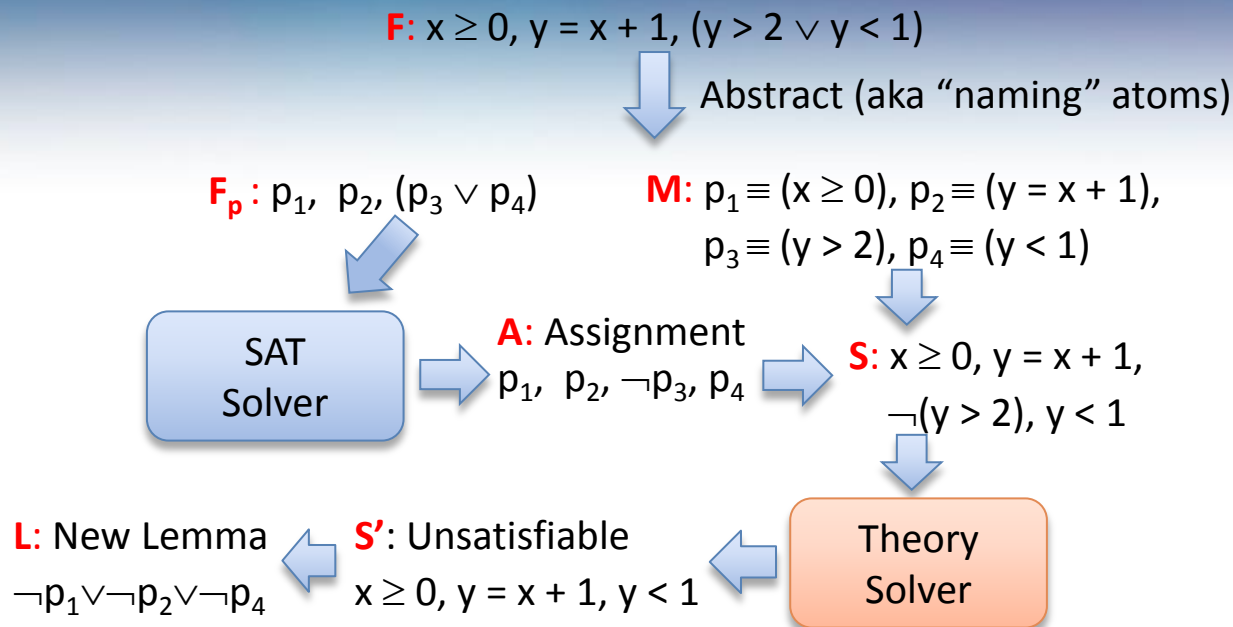 F: x ≥ 0, y = x + 1, (y > 2 ∨ y < 1)
Abstract (aka “naming” atoms)
Fₚ : p₁, p₂, (p₃ ∨ p₄)
M: p₁ ≡ (x ≥ 0), p₂ ≡ (y = x + 1),
p₃ ≡ (y > 2), p₄ ≡ (y < 1)
SAT
Solver
A: Assignment
p₁, p₂, ¬p₃, p₄
S: x ≥ 0, y = x + 1,
¬(y > 2), y < 1
Theory
Solver
S’: Unsatisfiable
x ≥ 0, y = x + 1, y < 1
L: New Lemma
¬p₁∨¬p₂∨¬p₄